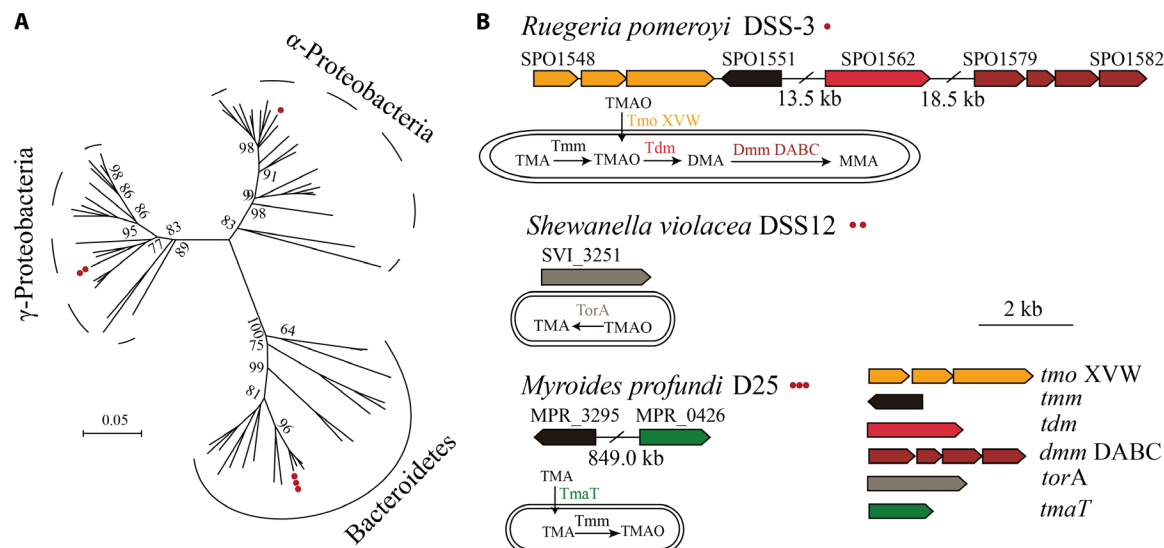 A
α-Proteobacteria
98
91
99
98
83
γ-Proteobacteria
98
86
86
95
77
83
89
100
64
75
99
81
96
0.05
Bacteroidetes
B
Ruegeria pomeroyi DSS-3
SPO1548 SPO1551 SPO1562 SPO1579 SPO1582
13.5 kb 18.5 kb
TMAO
Tmo XVW
Tmm Tdm Dmm DABC
TMA TMAO DMA MMA
Shewanella violacea DSS12
SVI_3251
TorA
TMA TMAO
2 kb
Myroides profundi D25
MPR_3295 MPR_0426
849.0 kb
TMA
TmaT
Tmm
TMA TMAO
tmo XVW
tmm
tdm
dmm DABC
torA
tmaT